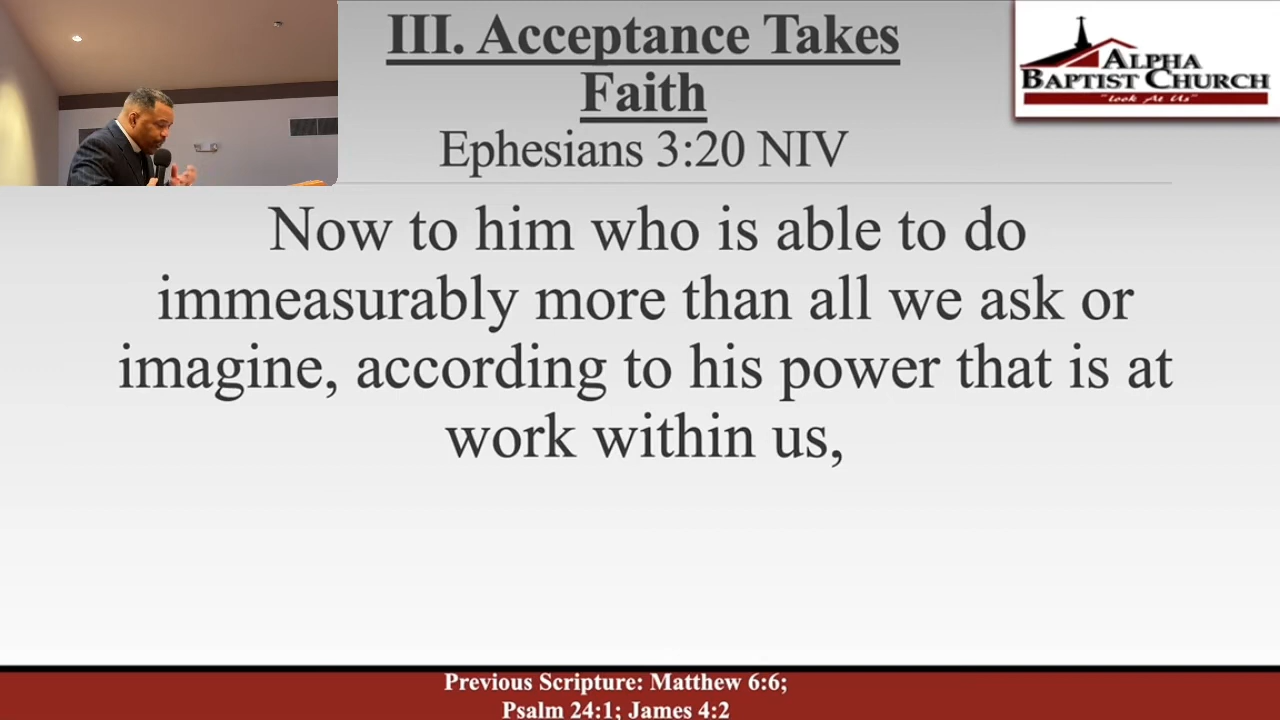 III. Acceptance Takes
Faith
Ephesians 3:20 NIV
ALPHA
BAPTIST CHURCH
"Look At Us"
Now to him who is able to do
immeasurably more than all we ask or
imagine, according to his power that is at
work within us,
Previous Scripture: Matthew 6:6;
Psalm 24:1; James 4:2